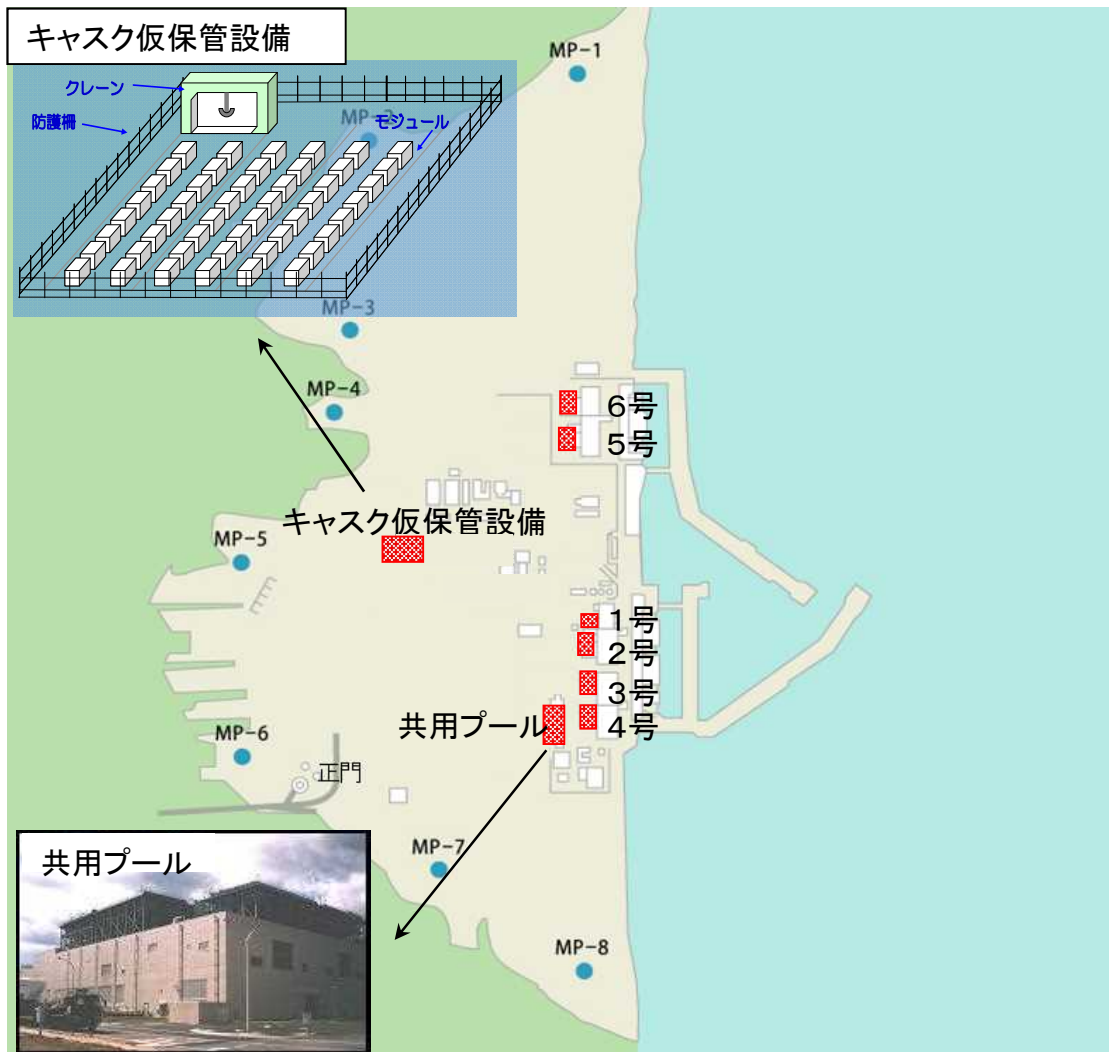 キャスク仮保管設備
クレーン
防護柵
モジュール
MP-1
MP-2
MP-3
MP-4
6号
5号
キャスク仮保管設備
MP-5
1号
2号
3号
共用プール
4号
MP-6
正門
MP-7
共用プール
MP-8